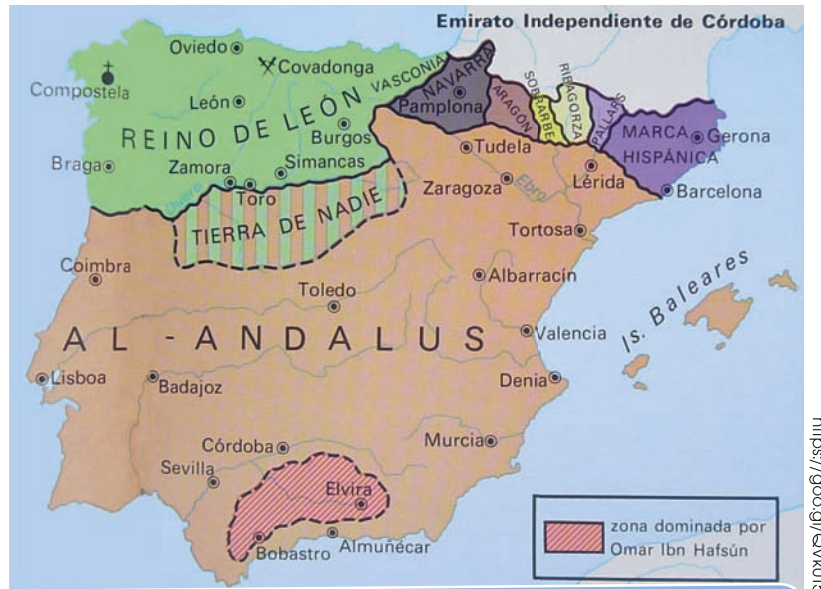 Emirato Independiente de Córdoba
Oviedo
Covadonga
Compostela
León
VASCONIA
NAVARRA
Pamplona
ARAGÓN
SOBRARBE
RIBAGORZA
PALLARS
MARCA
HISPÁNICA
Gerona
REINO DE LEÓN
Burgos
Braga
Zamora
Simancas
Toro
Duero
Tudela
Zaragoza
Ebro
Lérida
Barcelona
TIERRA DE NADIE
Tortosa
Coimbra
Toledo
Albarracín
Is. Baleares
AL - ANDALUS
Valencia
Lisboa
Badajoz
Denia
Córdoba
Murcia
Sevilla
Elvira
Bobastro
Almuñécar
zona dominada por
Omar Ibn Hafsún